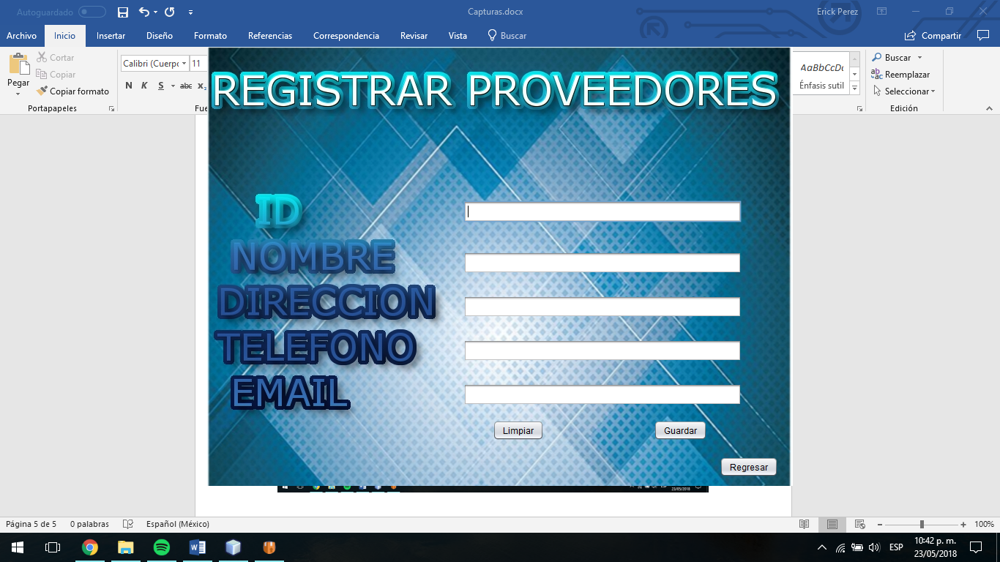 Autoguardado
Capturas.docx
Erick Perez
Archivo Inicio Insertar Diseño Formato Referencias Correspondencia Revisar Vista Buscar Compartir
Pegar
Cortar
Copiar
Copiar formato
Portapapeles
Calibri (Cuerpo 11
N K S abc x₂
Fue
AaBbCcDc
Énfasis sutil
Buscar
Reemplazar
Seleccionar
Edición
REGISTRAR PROVEEDORES
ID
NOMBRE
DIRECCION
TELEFONO
EMAIL
Limpiar Guardar
Regresar
23/05/2018
Página 5 de 5 0 palabras Español (México) 100%
ESP
10:42 p. m.
23/05/2018